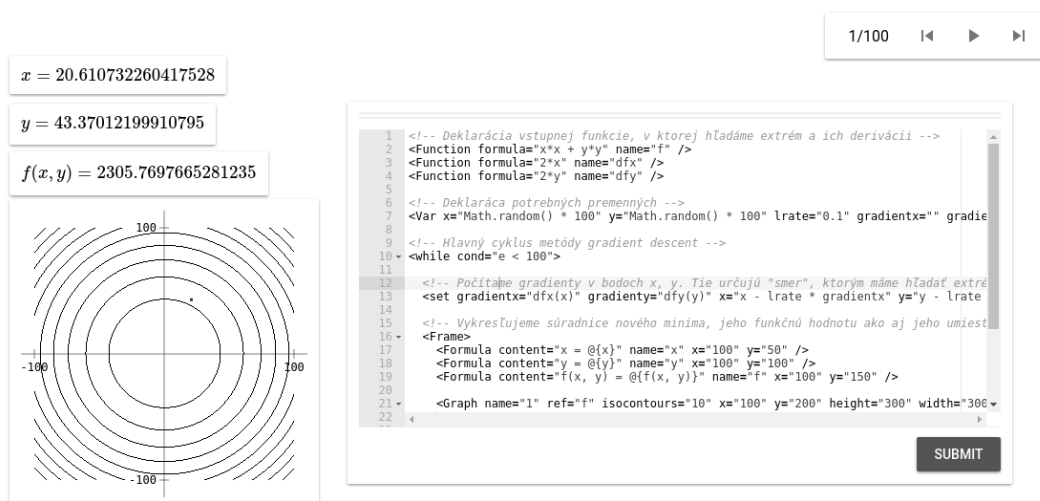 1/100
x = 20.610732260417528
y = 43.37012199910795
f(x, y) = 2305.7697665281235
100
-100
100
-100
1 <!-- Deklarácia vstupnej funkcie, v ktorej hľadáme extrém a ich derivácii -->
2 <Function formula="x*x + y*y" name="f" />
3 <Function formula="2*x" name="dfx" />
4 <Function formula="2*y" name="dfy" />
5
6 <!-- Deklaráca potrebných premenných -->
7 <Var x="Math.random() * 100" y="Math.random() * 100" lrate="0.1" gradientx="" gradie
8
9 <!-- Hlavný cyklus metódy gradient descent -->
10 <while cond="e < 100">
11
12 <!-- Počítame gradienty v bodoch x, y. Tie určujú "smer", ktorým máme hľadať extré
13 <set gradientx="dfx(x)" gradienty="dfy(y)" x="x - lrate * gradientx" y="y - lrate
14
15 <!-- Vykresľujeme súradnice nového minima, jeho funkčnú hodnotu ako aj jeho umiest
16 <Frame>
17 <Formula content="x = @{x}" name="x" x="100" y="50" />
18 <Formula content="y = @{y}" name="y" x="100" y="100" />
19 <Formula content="f(x, y) = @{f(x, y)}" name="f" x="100" y="150" />
20
21 <Graph name="1" ref="f" isocontours="10" x="100" y="200" height="300" width="300
22
SUBMIT